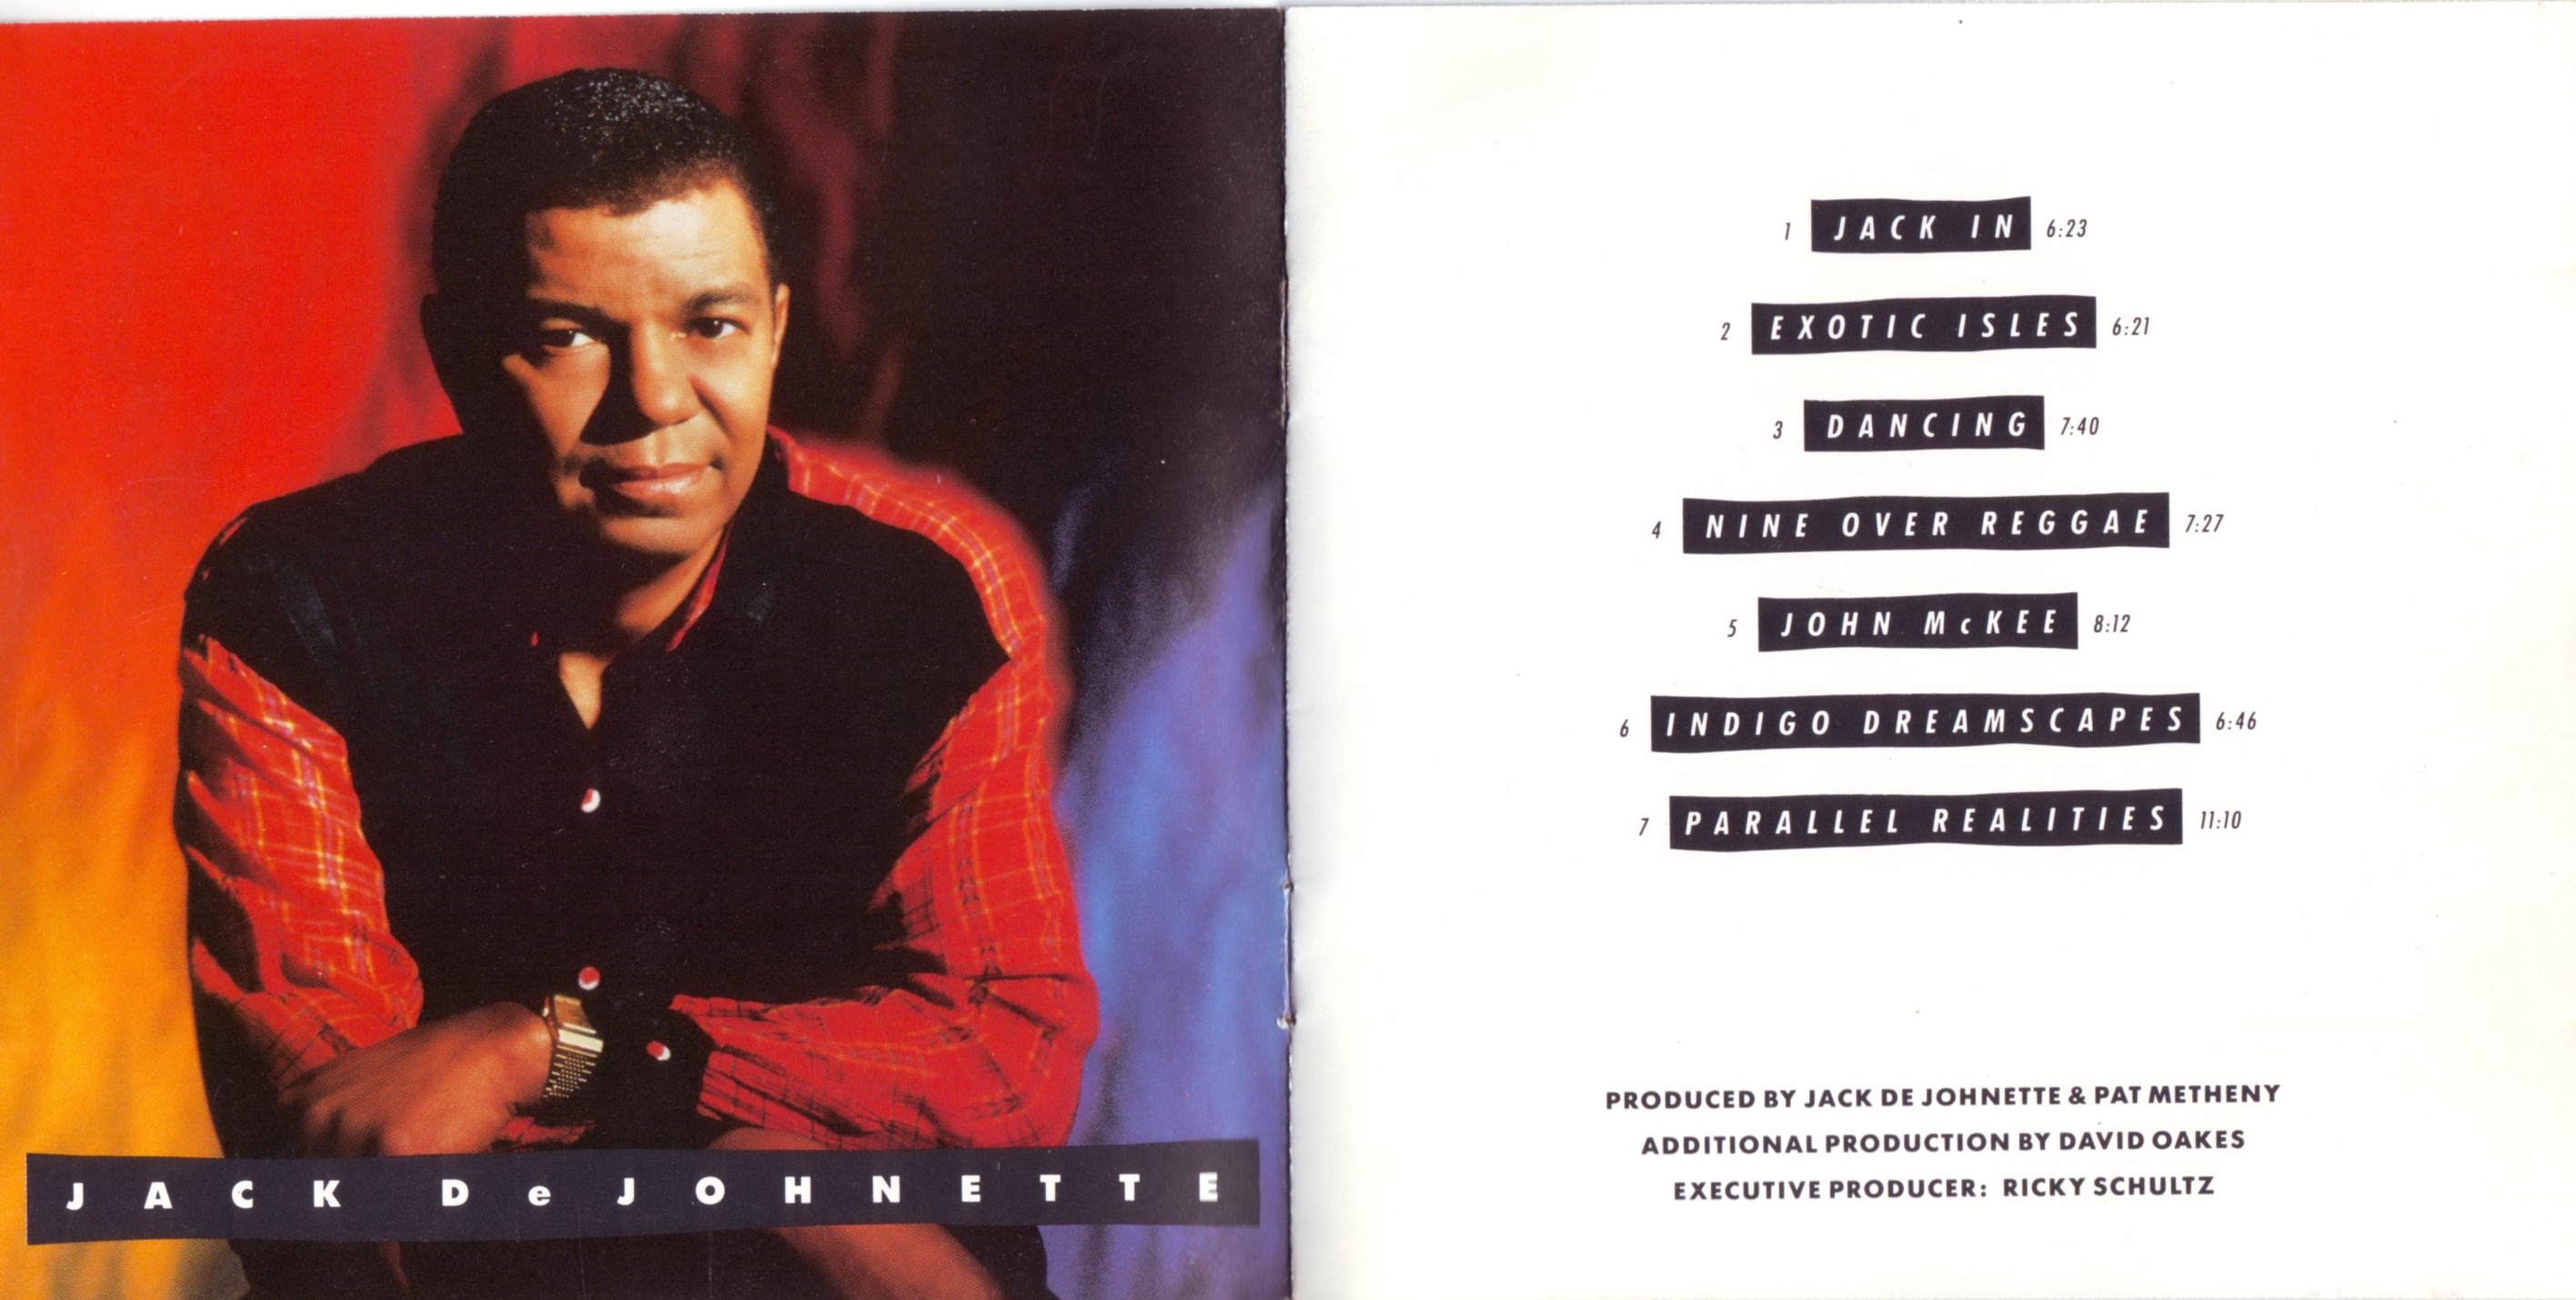 JACK DeJOHNETTE
1 JACK IN 6:23
2 EXOTIC ISLES 6:21
3 DANCING 7:40
4 NINE OVER REGGAE 7:27
5 JOHN McKEE 8:12
6 INDIGO DREAMSCAPES 6:46
7 PARALLEL REALITIES 11:10
PRODUCED BY JACK DE JOHNETTE & PAT METHENY
ADDITIONAL PRODUCTION BY DAVID OAKES
EXECUTIVE PRODUCER: RICKY SCHULTZ